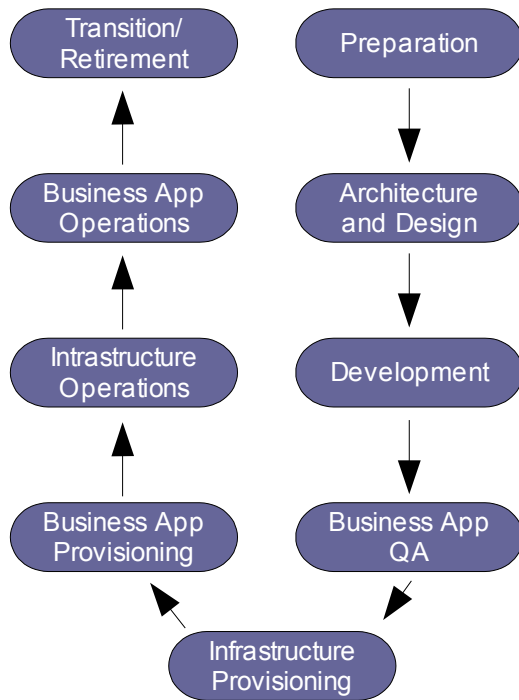 Transition/
Retirement
Preparation
Business App
Operations
Architecture
and Design
Intrastructure
Operations
Development
Business App
Provisioning
Business App
QA
Infrastructure
Provisioning